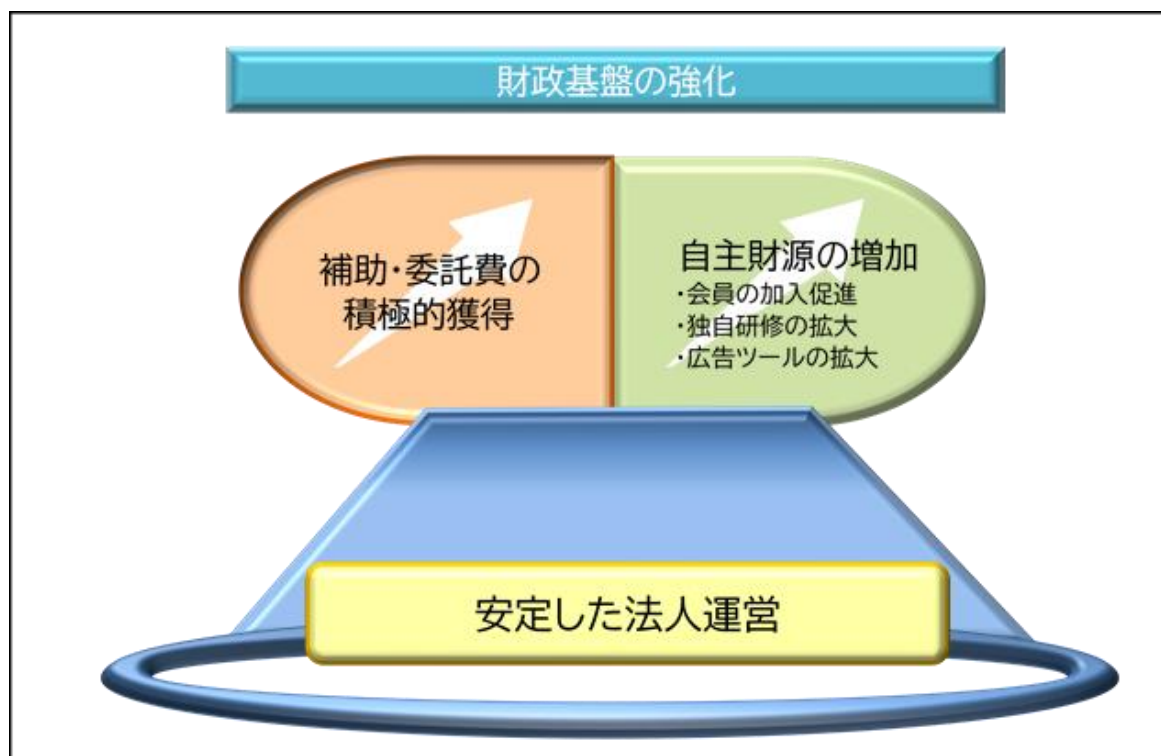 財政基盤の強化
補助・委託費の
積極的獲得
自主財源の増加
・会員の加入促進
・独自研修の拡大
・広告ツールの拡大
安定した法人運営